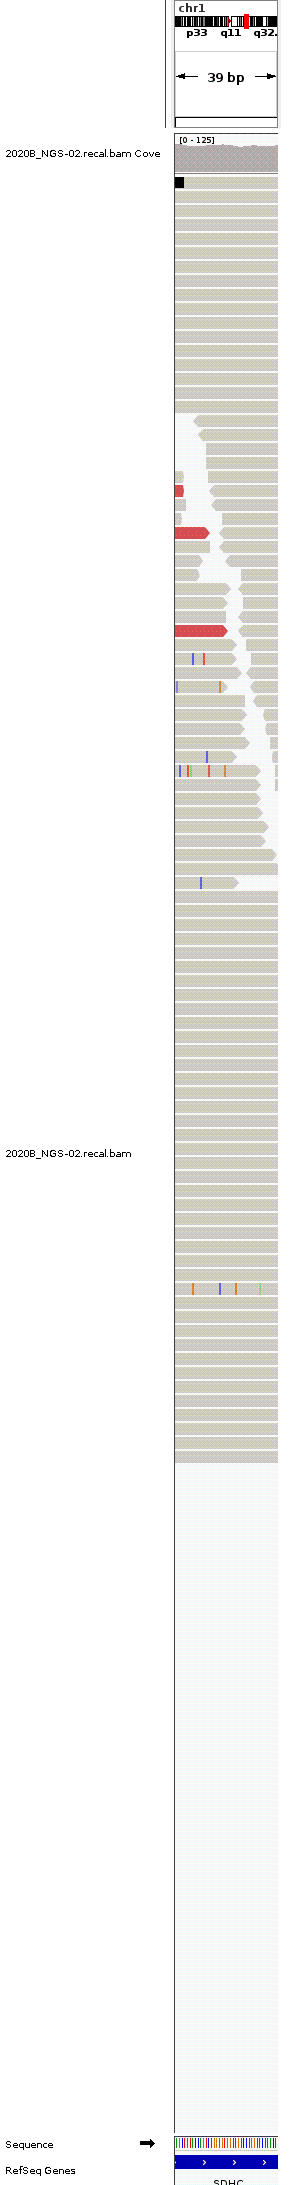 chr1
p33 q11 q32.
39 bp
[0 - 125]
2020B_NGS-02.recal.bam Cove
2020B_NGS-02.recal.bam
Sequence
RefSeq Genes
SDHC